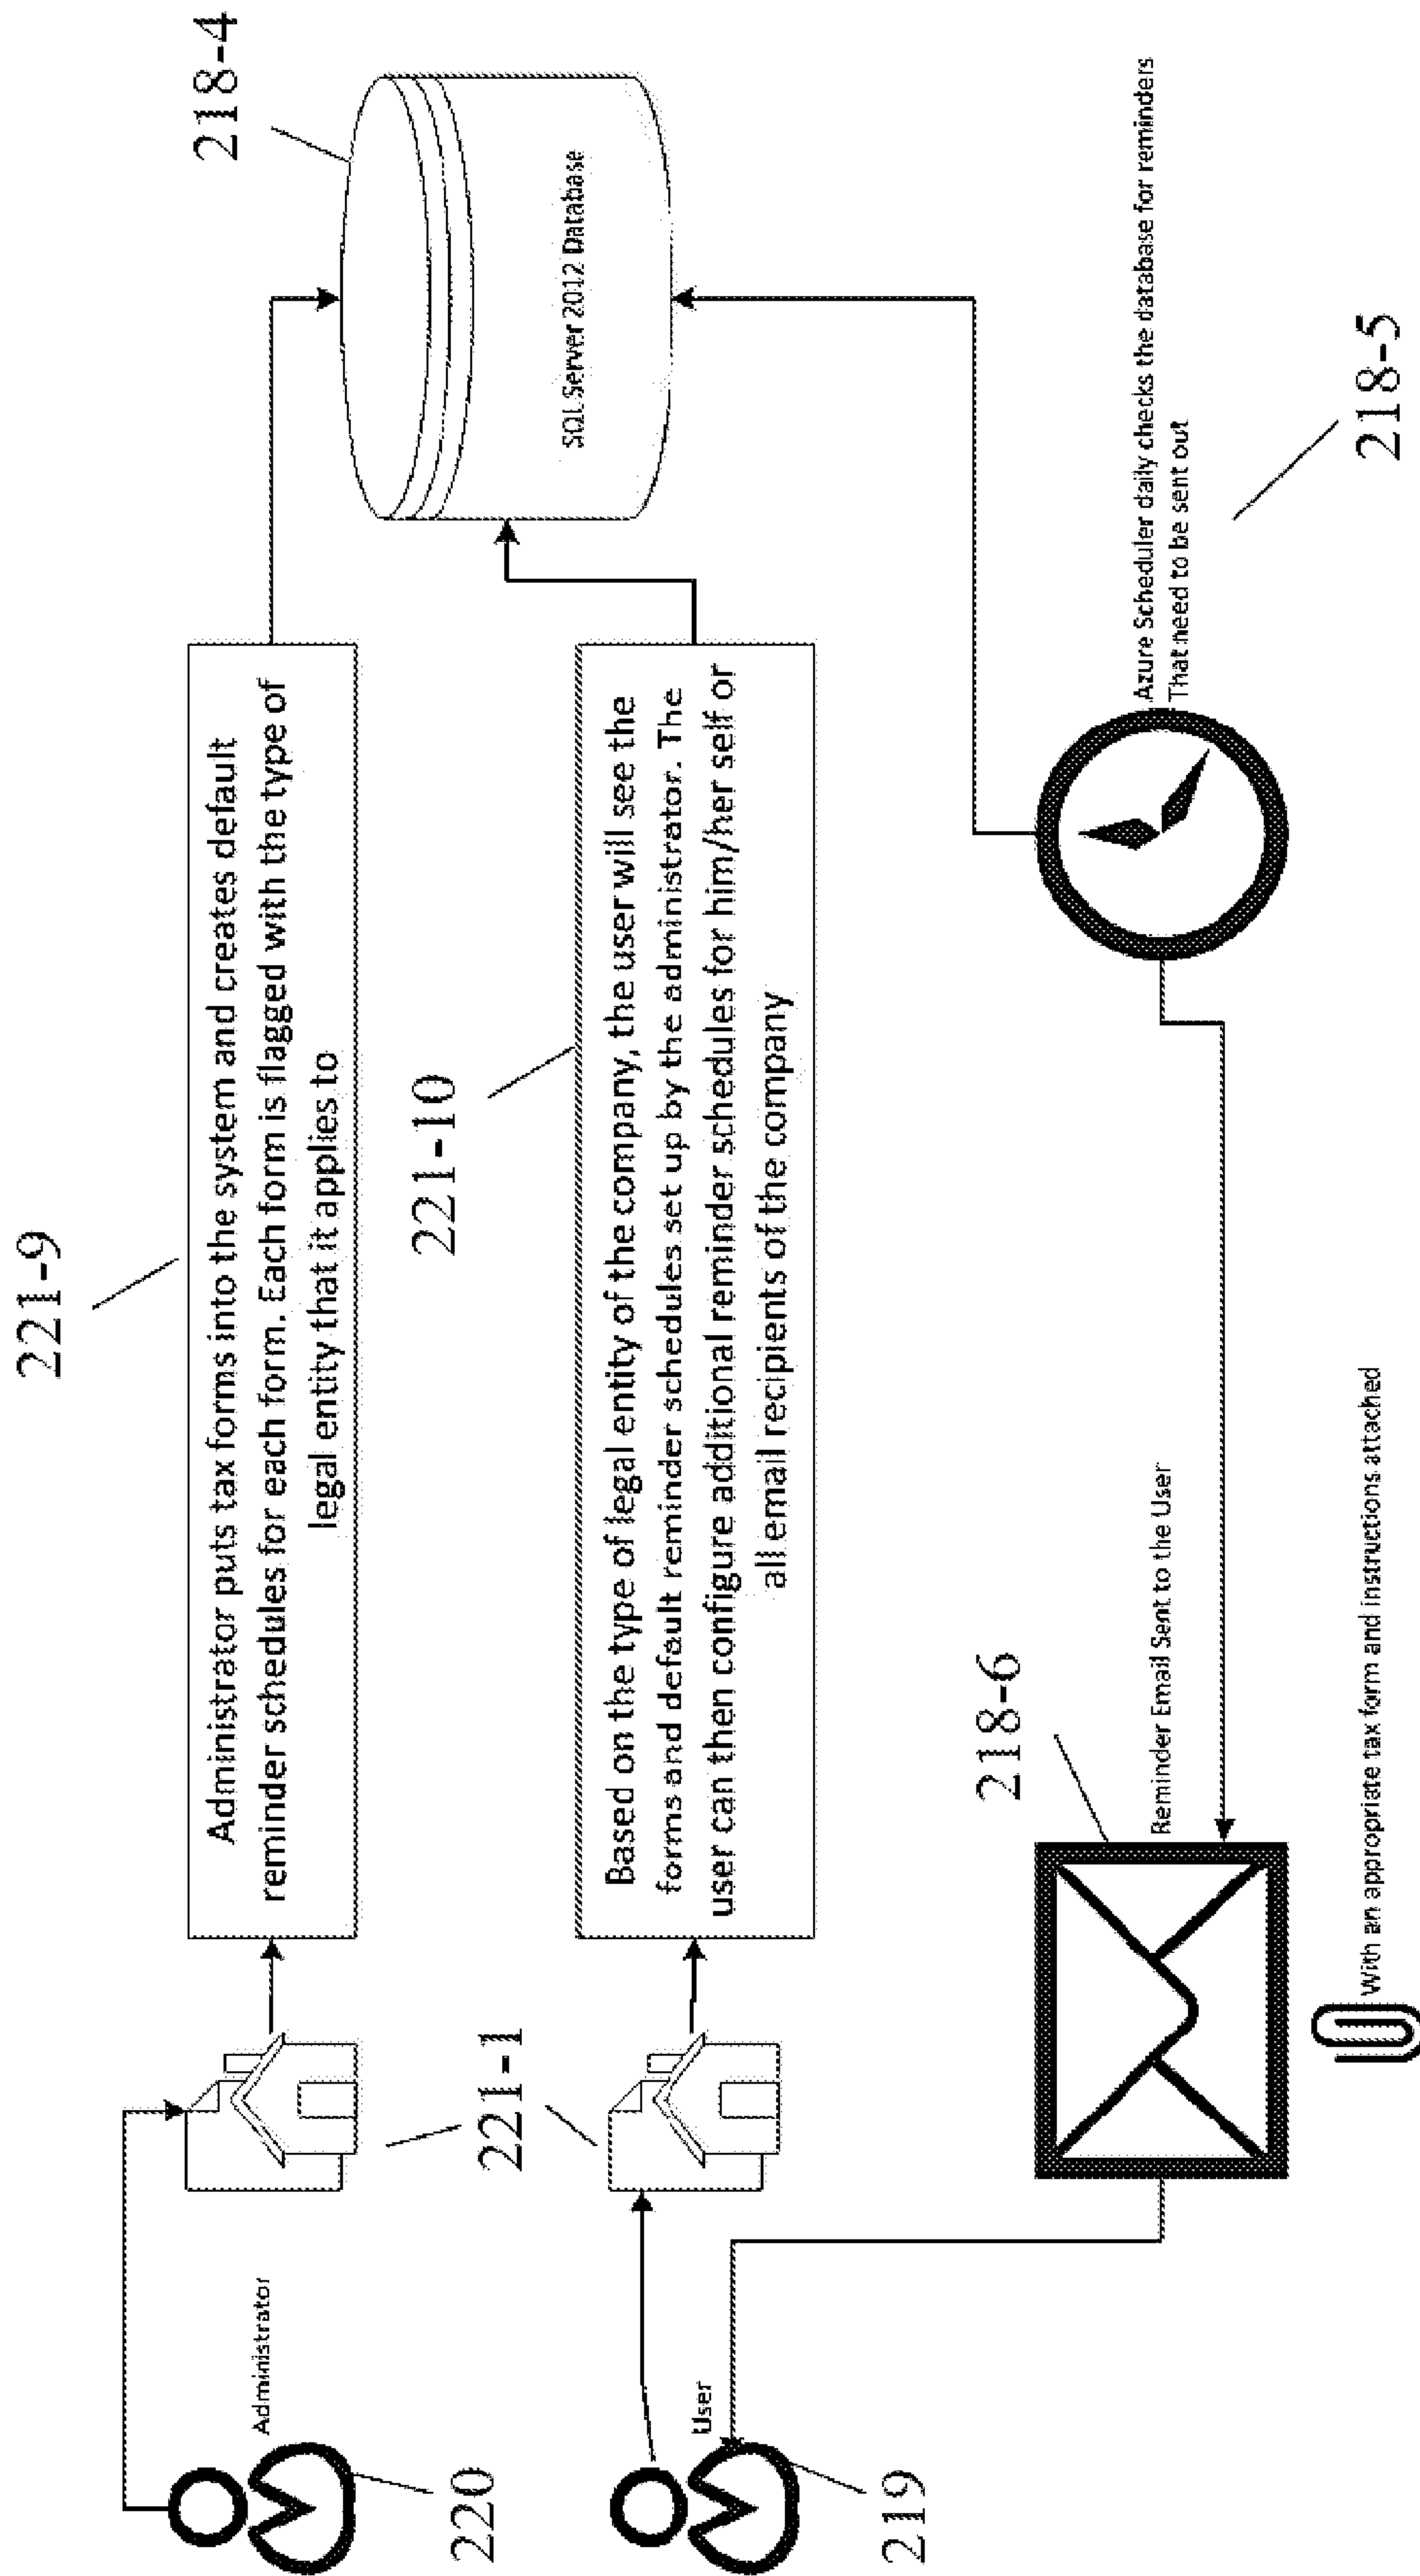 221-9
Administrator puts tax forms into the system and creates default
reminder schedules for each form. Each form is flagged with the type of
legal entity that it applies to
218-4
SQL Server 2012 Database
Administrator
220
221-1
221-10
Based on the type of legal entity of the company, the user will see the
forms and default reminder schedules set up by the administrator. The
user can then configure additional reminder schedules for him/her self or
all email recipients of the company
User
219
218-6
Reminder Email Sent to the User
With an appropriate tax form and instructions attached
Azure Scheduler daily checks the database for reminders
That need to be sent out
218-5